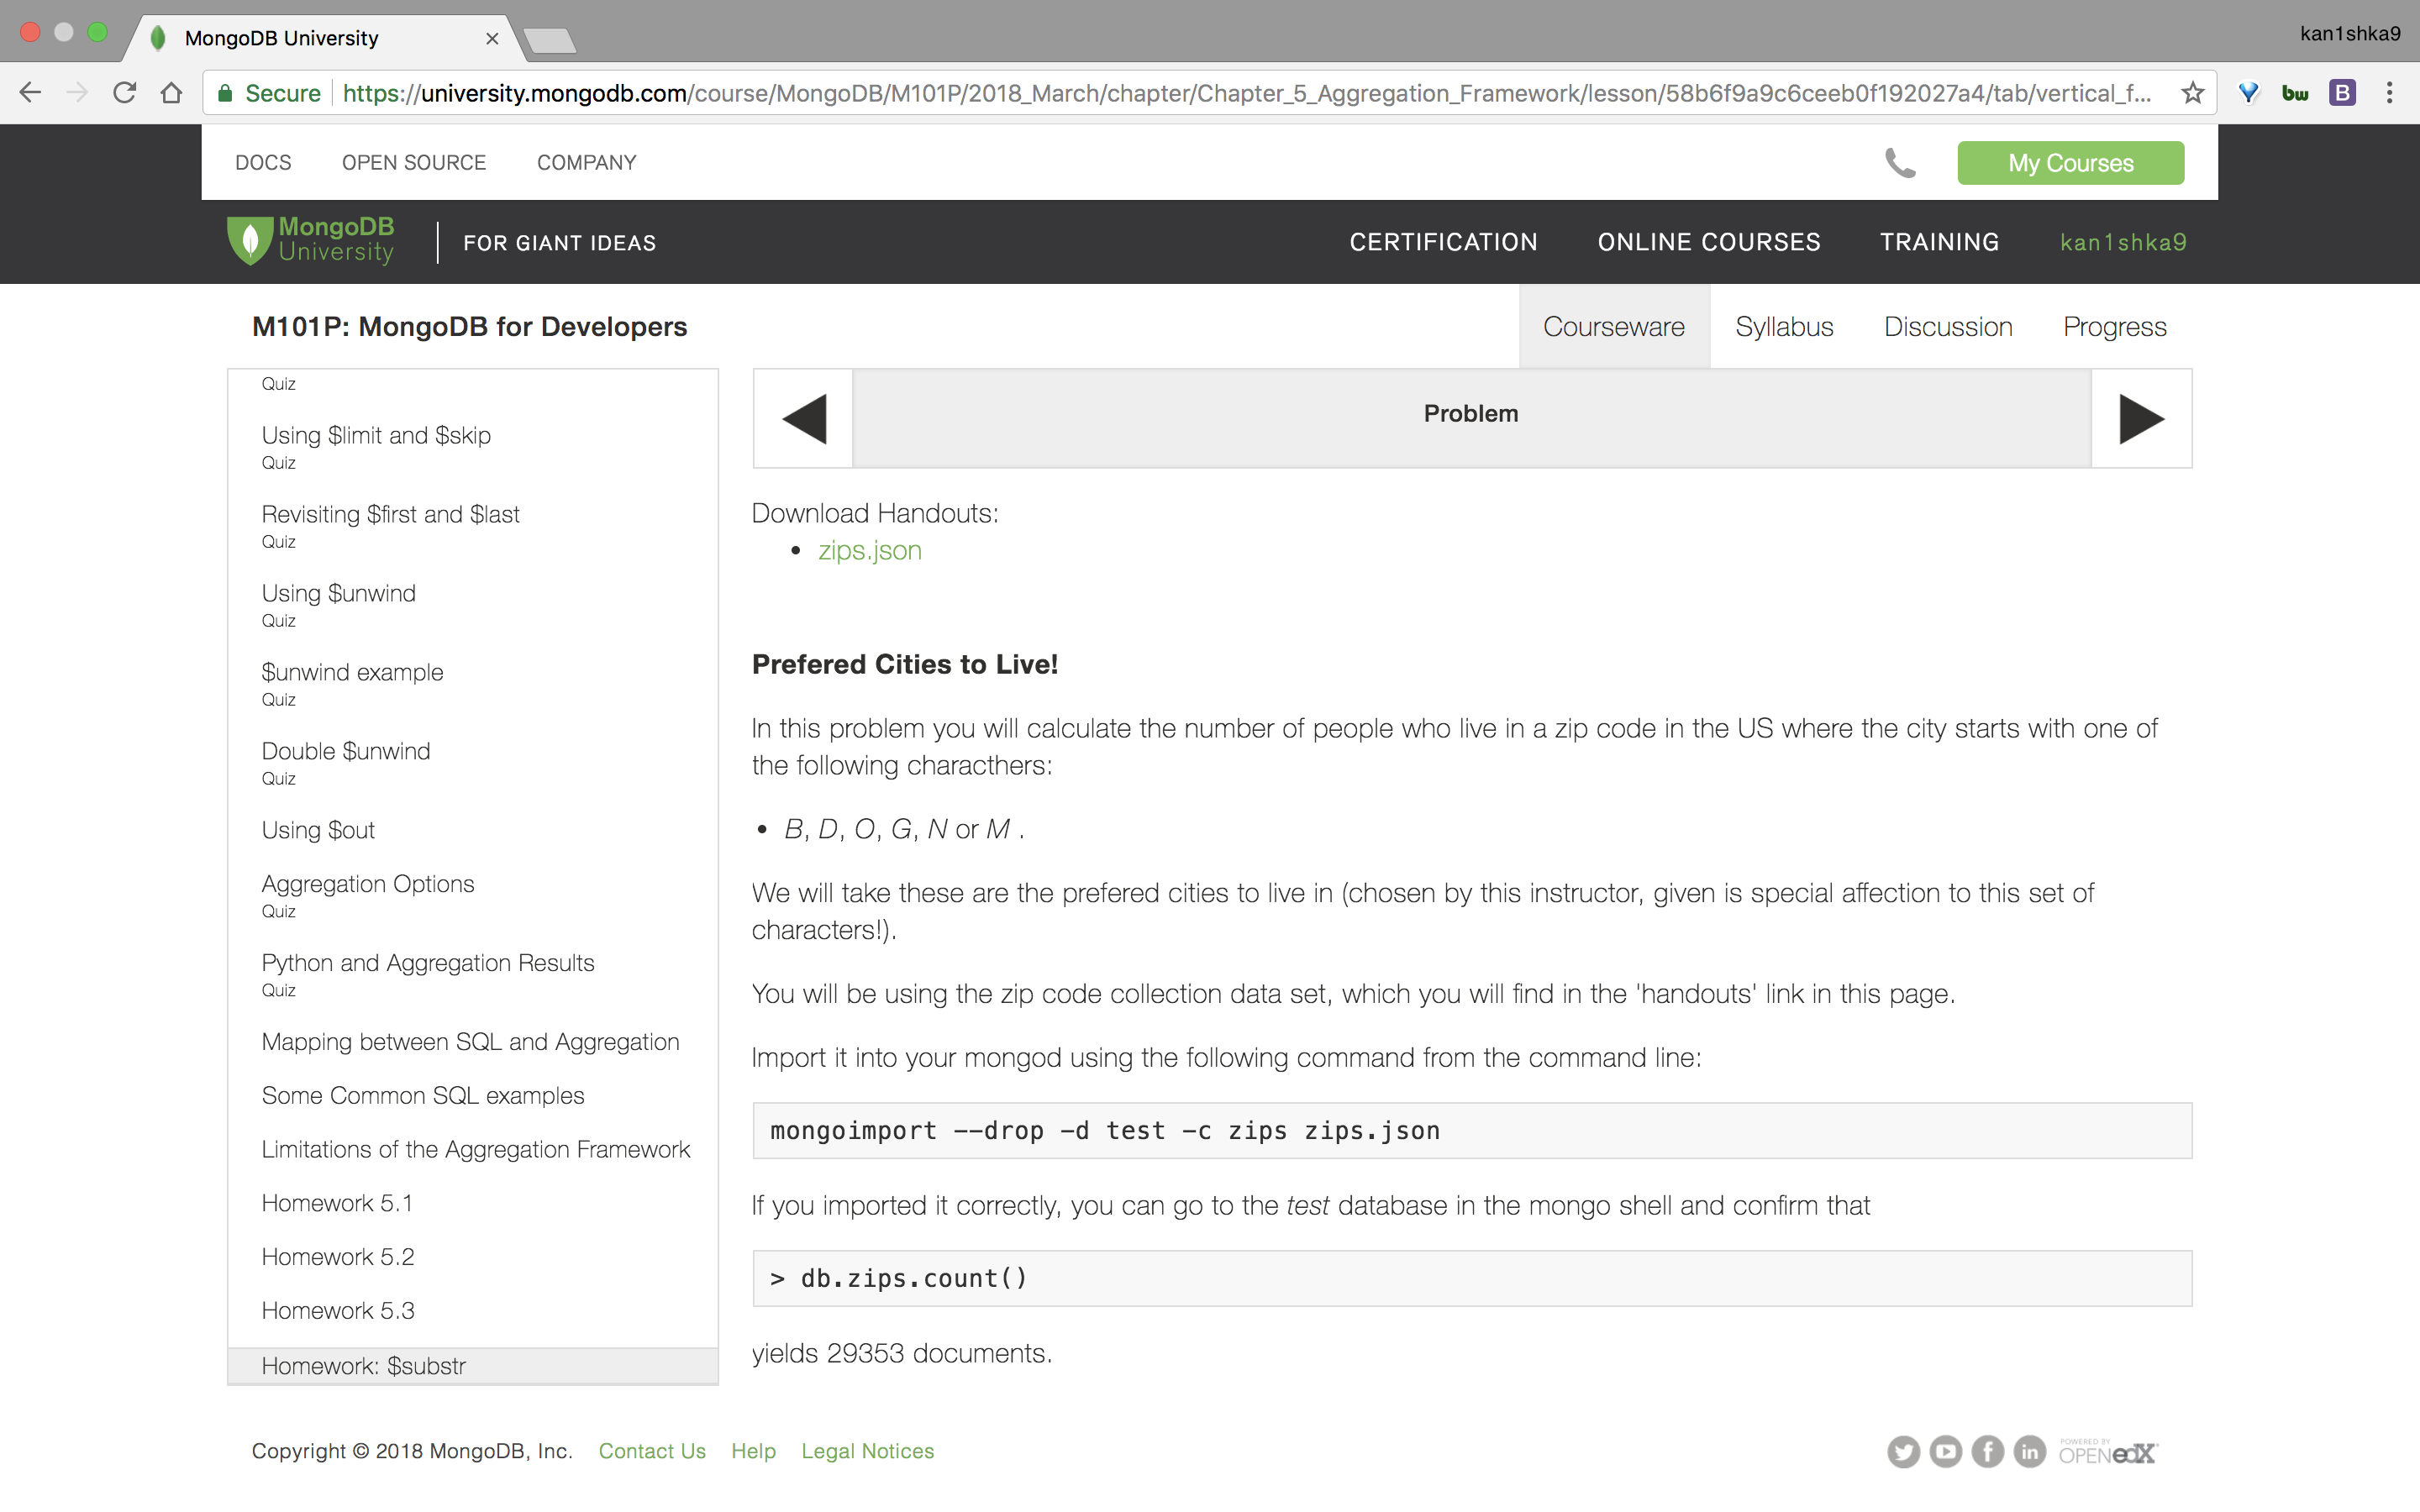 MongoDB University
kan1shka9
Secure https://university.mongodb.com/course/MongoDB/M101P/2018_March/chapter/Chapter_5_Aggregation_Framework/lesson/58b6f9a9c6ceeb0f192027a4/tab/vertical_f...
bw
B
DOCS OPEN SOURCE COMPANY
My Courses
MongoDB
University
FOR GIANT IDEAS
CERTIFICATION ONLINE COURSES TRAINING kan1shka9
M101P: MongoDB for Developers
Courseware Syllabus Discussion Progress
Quiz
Using $limit and $skip
Quiz
Revisiting $first and $last
Quiz
Using $unwind
Quiz
$unwind example
Quiz
Double $unwind
Quiz
Using $out
Aggregation Options
Quiz
Python and Aggregation Results
Quiz
Mapping between SQL and Aggregation
Some Common SQL examples
Limitations of the Aggregation Framework
Homework 5.1
Homework 5.2
Homework 5.3
Homework: $substr
Problem
Download Handouts:
• zips.json
Prefered Cities to Live!
In this problem you will calculate the number of people who live in a zip code in the US where the city starts with one of
the following characthers:
• B, D, O, G, N or M .
We will take these are the prefered cities to live in (chosen by this instructor, given is special affection to this set of
characters!).
You will be using the zip code collection data set, which you will find in the 'handouts' link in this page.
Import it into your mongod using the following command from the command line:
mongoimport --drop -d test -c zips zips.json
If you imported it correctly, you can go to the test database in the mongo shell and confirm that
> db.zips.count()
yields 29353 documents.
Copyright © 2018 MongoDB, Inc. Contact Us Help Legal Notices
POWERED BY
OPEN edX